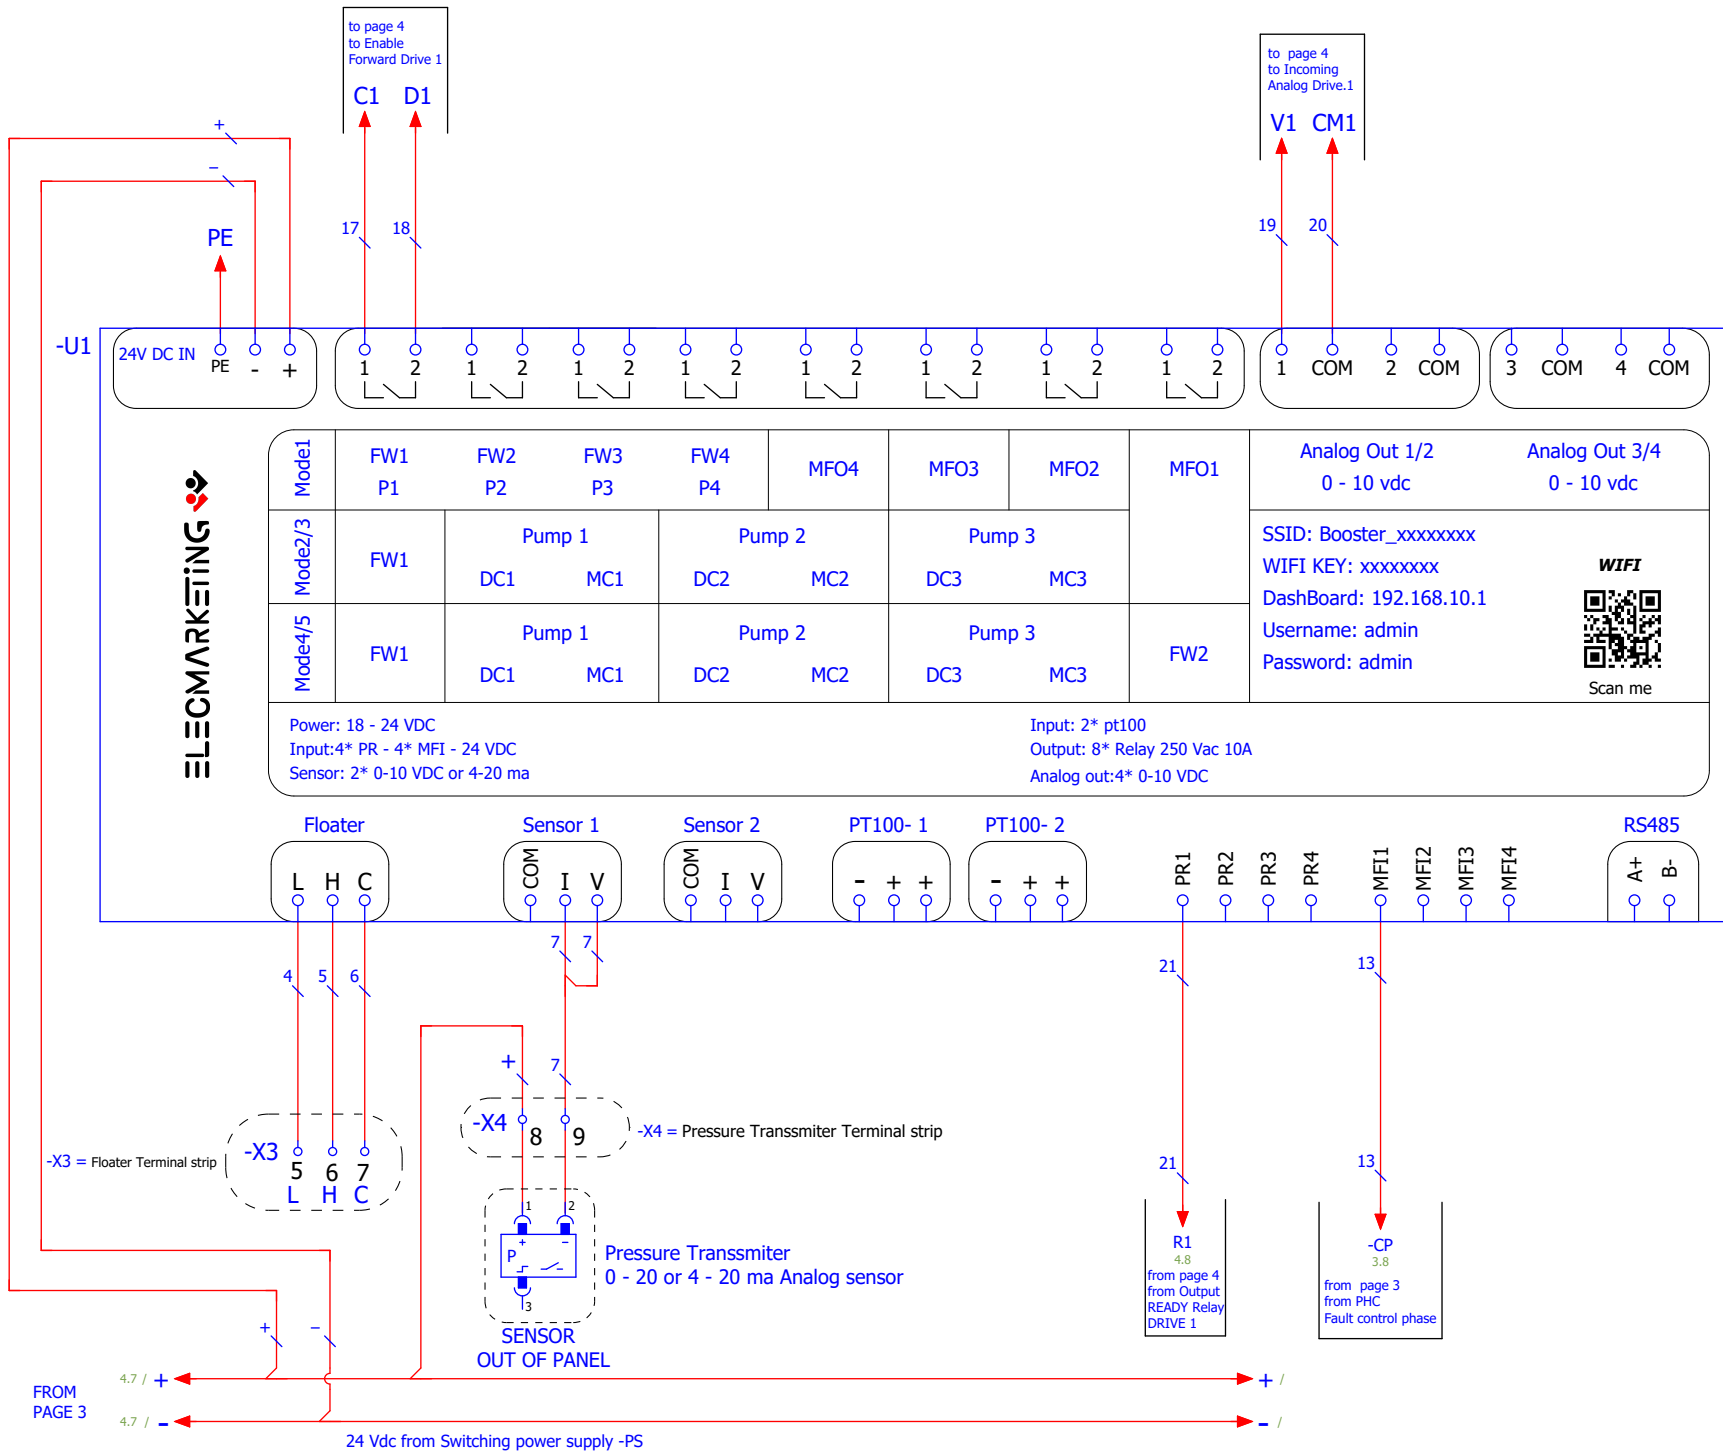 to page 4
to Enable
Forward Drive 1
C1 D1
to page 4
to Incoming
Analog Drive.1
V1 CM1
+
−
17 18
19 20
PE
-U1
24V DC IN PE - +
1 2 1 2 1 2 1 2 1 2 1 2 1 2 1 2
1 COM 2 COM
3 COM 4 COM
Mode1
FW1
P1
FW2
P2
FW3
P3
FW4
P4
MFO4
MFO3
MFO2
MFO1
Analog Out 1/2
0 - 10 vdc
Analog Out 3/4
0 - 10 vdc
Mode2/3
FW1
Pump 1
DC1 MC1
Pump 2
DC2 MC2
Pump 3
DC3 MC3
Mode4/5
FW1
Pump 1
DC1 MC1
Pump 2
DC2 MC2
Pump 3
DC3 MC3
FW2
SSID: Booster_xxxxxxxx
WIFI KEY: xxxxxxxx
DashBoard: 192.168.10.1
Username: admin
Password: admin
WIFI
Scan me
ELECMARKETiNG
Power: 18 - 24 VDC
Input:4* PR - 4* MFI - 24 VDC
Sensor: 2* 0-10 VDC or 4-20 ma
Input: 2* pt100
Output: 8* Relay 250 Vac 10A
Analog out:4* 0-10 VDC
Floater
L H C
Sensor 1
COM I V
Sensor 2
COM I V
PT100- 1
- + +
PT100- 2
- + +
PR1 PR2 PR3 PR4
MFI1 MFI2 MFI3 MFI4
RS485
A+ B-
4 5 6
7 7
21
13
+ 7
-X4 8 9
-X4 = Pressure Transsmiter Terminal strip
-X3 = Floater Terminal strip
-X3 5 6 7
L H C
21
13
1 2
+ −
P
3
Pressure Transsmiter
0 - 20 or 4 - 20 ma Analog sensor
SENSOR
OUT OF PANEL
R1
4.8
from page 4
from Output
READY Relay
DRIVE 1
-CP
3.8
from page 3
from PHC
Fault control phase
+ −
FROM
PAGE 3
4.7 / +
4.7 / -
+ /
- /
24 Vdc from Switching power supply -PS